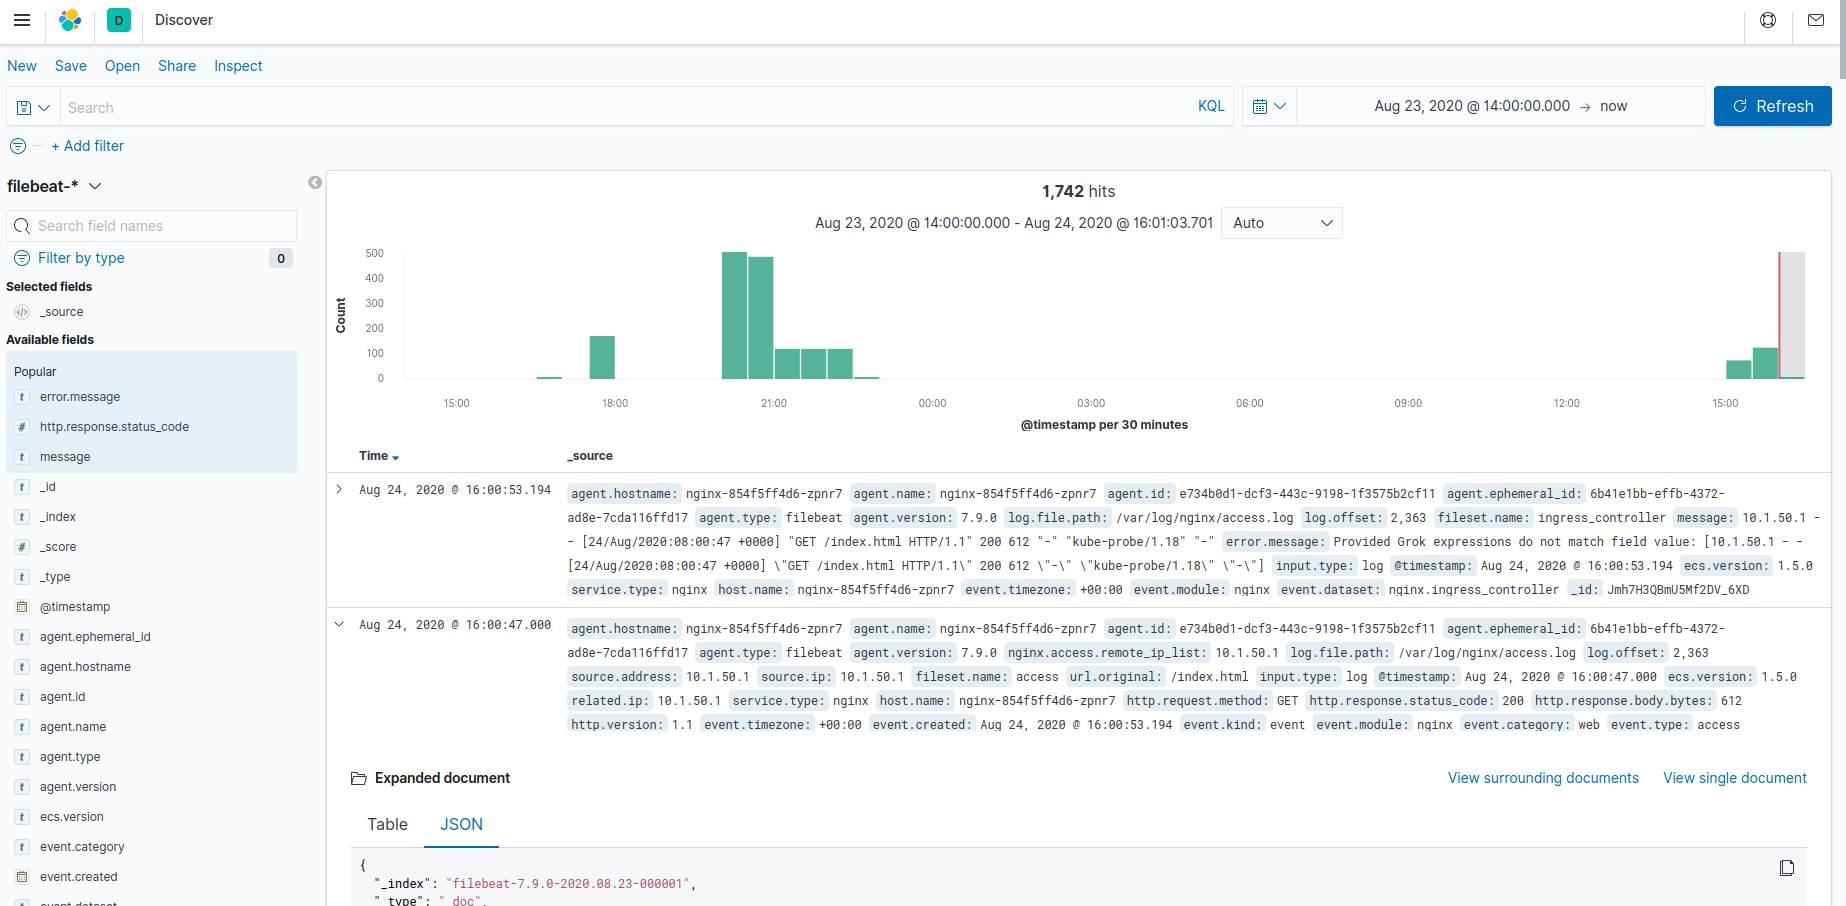 D Discover
New Save Open Share Inspect
Search KQL Aug 23, 2020 @ 14:00:00.000 → now Refresh
+ Add filter
filebeat-*
Search field names
Filter by type 0
Selected fields
_source
Available fields
Popular
t error.message
# http.response.status_code
t message
t _id
t _index
# _score
t _type
@timestamp
t agent.ephemeral_id
t agent.hostname
t agent.id
t agent.name
t agent.type
t agent.version
t ecs.version
t event.category
event.created
1,742 hits
Aug 23, 2020 @ 14:00:00.000 - Aug 24, 2020 @ 16:01:03.701 Auto
Count
500
400
300
200
100
0
15:00 18:00 21:00 00:00 03:00 06:00 09:00 12:00 15:00
@timestamp per 30 minutes
Time _source
Aug 24, 2020 @ 16:00:53.194
agent.hostname: nginx-854f5ff4d6-zpnr7 agent.name: nginx-854f5ff4d6-zpnr7 agent.id: e734b0d1-dcf3-443c-9198-1f3575b2cf11 agent.ephemeral_id: 6b41e1bb-effb-4372-
ad8e-7cda116ffd17 agent.type: filebeat agent.version: 7.9.0 log.file.path: /var/log/nginx/access.log log.offset: 2,363 fileset.name: ingress_controller message: 10.1.50.1 -
- [24/Aug/2020:08:00:47 +0000] "GET /index.html HTTP/1.1" 200 612 "-" "kube-probe/1.18" "-" error.message: Provided Grok expressions do not match field value: [10.1.50.1 - -
[24/Aug/2020:08:00:47 +0000] \"GET /index.html HTTP/1.1\" 200 612 \"-\" \"kube-probe/1.18\" \"-\"] input.type: log @timestamp: Aug 24, 2020 @ 16:00:53.194 ecs.version: 1.5.0
service.type: nginx host.name: nginx-854f5ff4d6-zpnr7 event.timezone: +00:00 event.module: nginx event.dataset: nginx.ingress_controller _id: Jmh7H3QBmU5Mf2DV_6XD
Aug 24, 2020 @ 16:00:47.000
agent.hostname: nginx-854f5ff4d6-zpnr7 agent.name: nginx-854f5ff4d6-zpnr7 agent.id: e734b0d1-dcf3-443c-9198-1f3575b2cf11 agent.ephemeral_id: 6b41e1bb-effb-4372-
ad8e-7cda116ffd17 agent.type: filebeat agent.version: 7.9.0 nginx.access.remote_ip_list: 10.1.50.1 log.file.path: /var/log/nginx/access.log log.offset: 2,363
source.address: 10.1.50.1 source.ip: 10.1.50.1 fileset.name: access url.original: /index.html input.type: log @timestamp: Aug 24, 2020 @ 16:00:47.000 ecs.version: 1.5.0
related.ip: 10.1.50.1 service.type: nginx host.name: nginx-854f5ff4d6-zpnr7 http.request.method: GET http.response.status_code: 200 http.response.body.bytes: 612
http.version: 1.1 event.timezone: +00:00 event.created: Aug 24, 2020 @ 16:00:53.194 event.kind: event event.module: nginx event.category: web event.type: access
Expanded document View surrounding documents View single document
Table JSON
{
"_index": "filebeat-7.9.0-2020.08.23-000001",
"_type": "_doc",